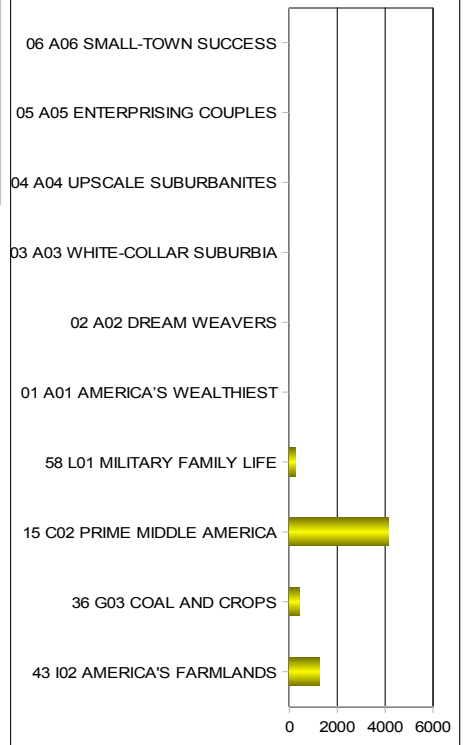 06 A06 SMALL-TOWN SUCCESS
05 A05 ENTERPRISING COUPLES
04 A04 UPSCALE SUBURBANITES
03 A03 WHITE-COLLAR SUBURBIA
02 A02 DREAM WEAVERS
01 A01 AMERICA’S WEALTHIEST
58 L01 MILITARY FAMILY LIFE
15 C02 PRIME MIDDLE AMERICA
36 G03 COAL AND CROPS
43 I02 AMERICA'S FARMLANDS
0 2000 4000 6000